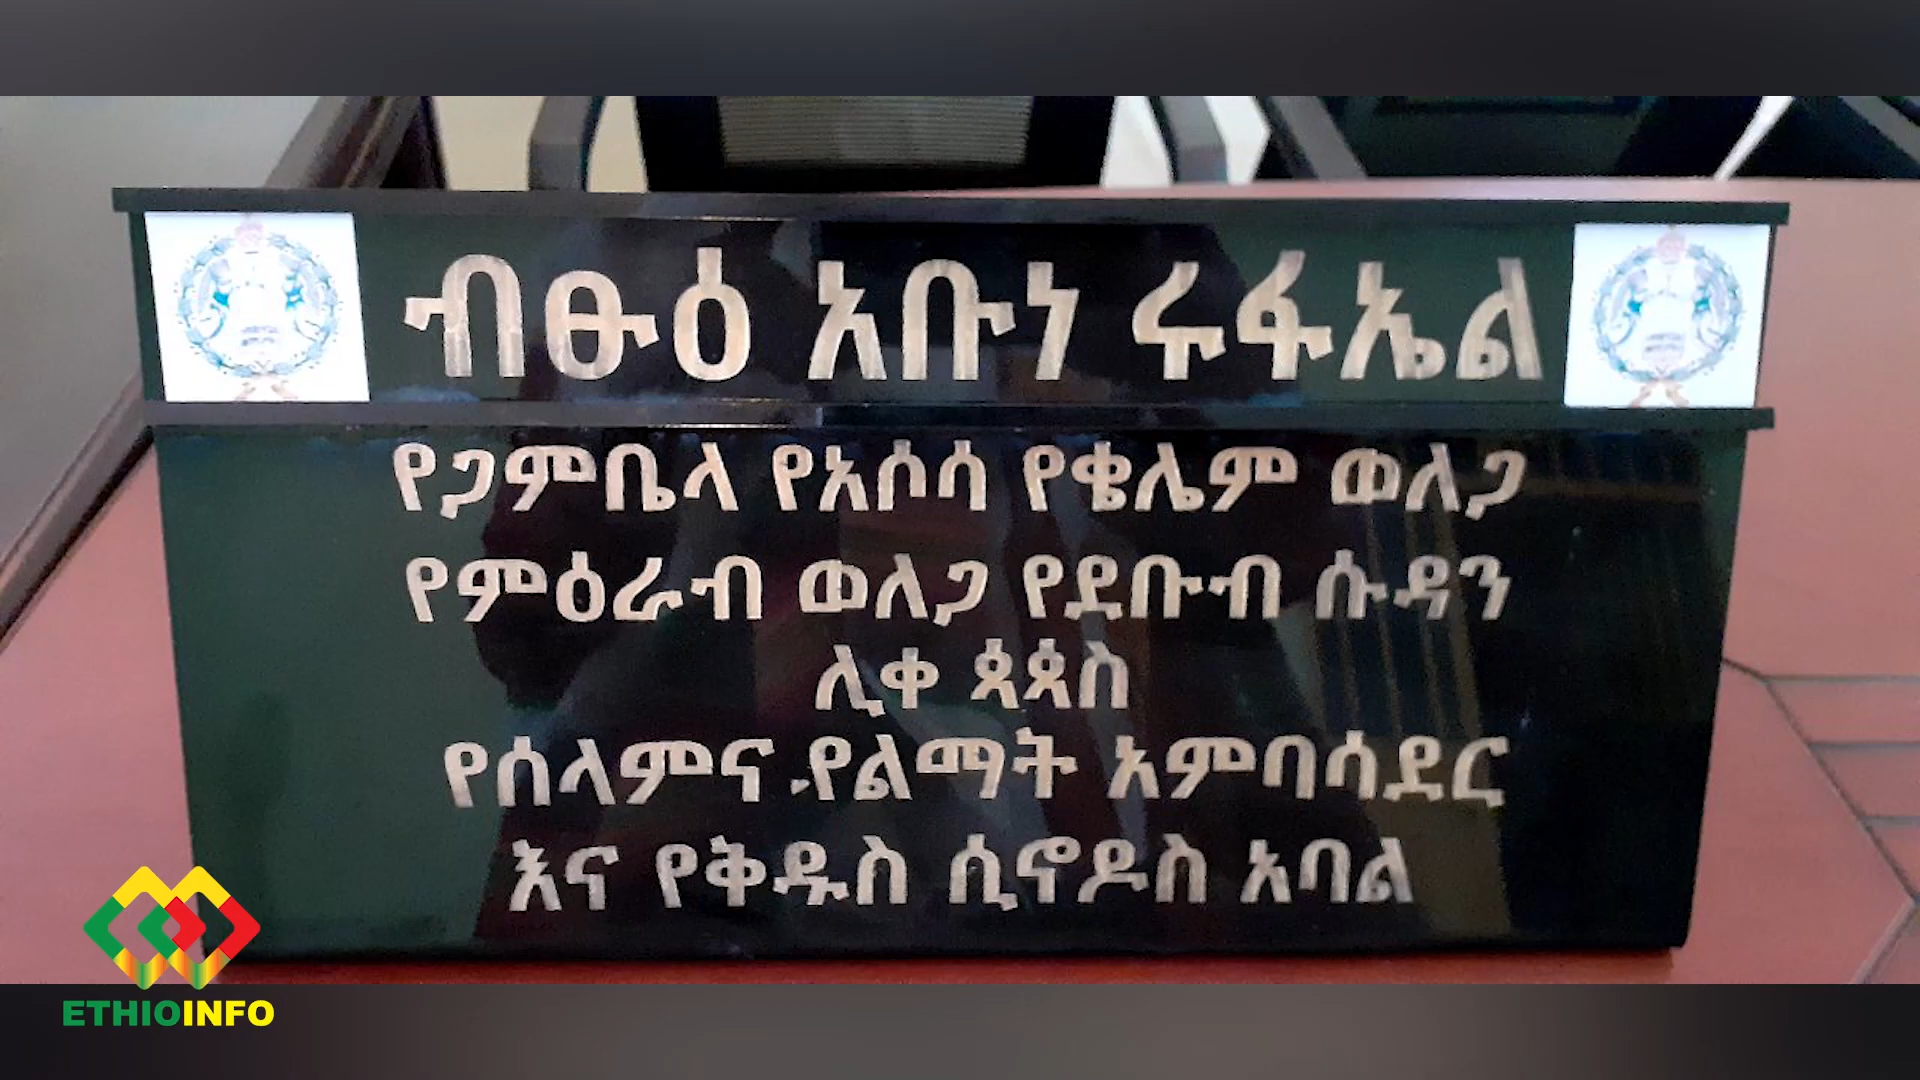 ብፁዕ አቡነ ሩፋኤል
የጋምቤላ የአሶሳ የቄሌም ወለጋ
የምዕራብ ወለጋ የደቡብ ሱዳን
ሊቀ ጳጳስ
የሰላምና የልማት አምባሳደር
እና የቅዱስ ሲኖዶስ አባል
ETHIOINFO